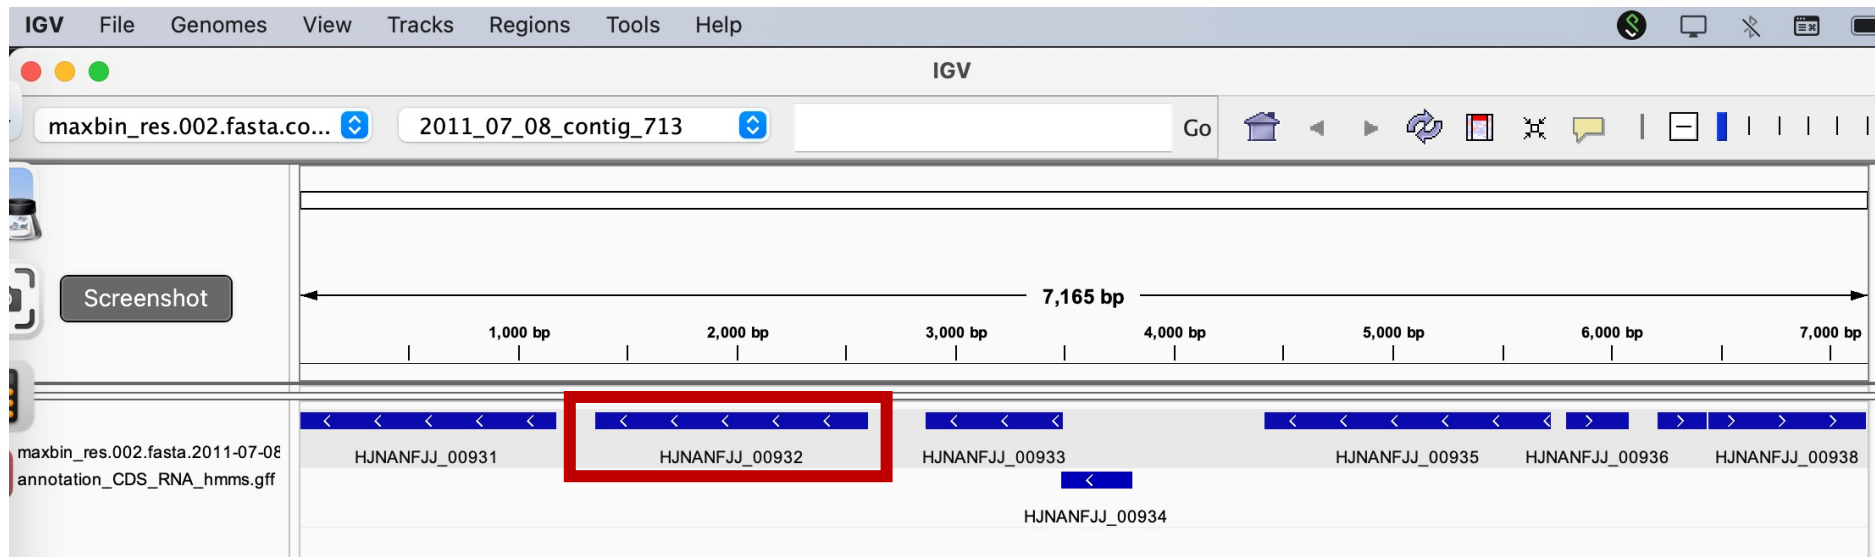 IGV File Genomes View Tracks Regions Tools Help
IGV
maxbin_res.002.fasta.co... 2011_07_08_contig_713 Go
Screenshot
7,165 bp
1,000 bp 2,000 bp 3,000 bp 4,000 bp 5,000 bp 6,000 bp 7,000 bp
maxbin_res.002.fasta.2011-07-08 HJNANFJJ_00931 HJNANFJJ_00932 HJNANFJJ_00933 HJNANFJJ_00935 HJNANFJJ_00936 HJNANFJJ_00938
annotation_CDS_RNA_hmms.gff
HJNANFJJ_00934